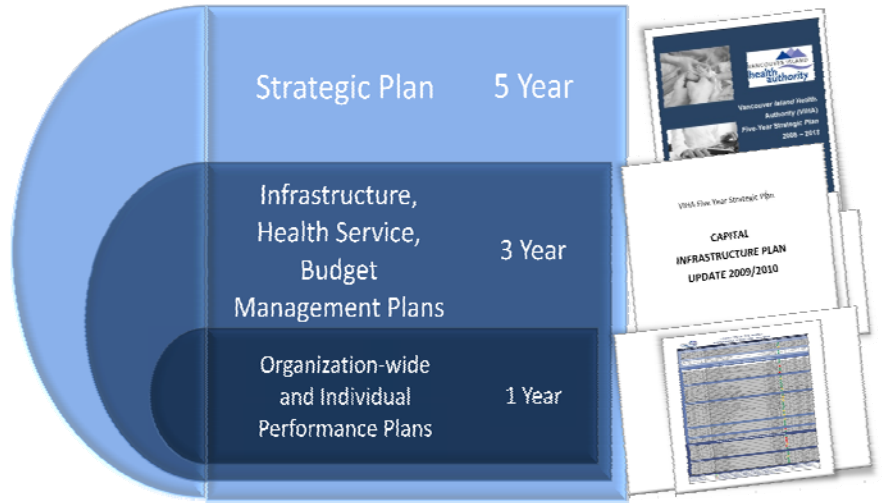 Strategic Plan 5 Year
Infrastructure,
Health Service,
Budget
Management Plans
3 Year
Organization-wide
and Individual
Performance Plans
1 Year
VANCOUVER ISLAND
health
authority
Vancouver Island Health
Authority (VIHA)
Five-Year Strategic Plan
VIHA Five Year Strategic Plan
CAPITAL
INFRASTRUCTURE PLAN
UPDATE 2009/2010